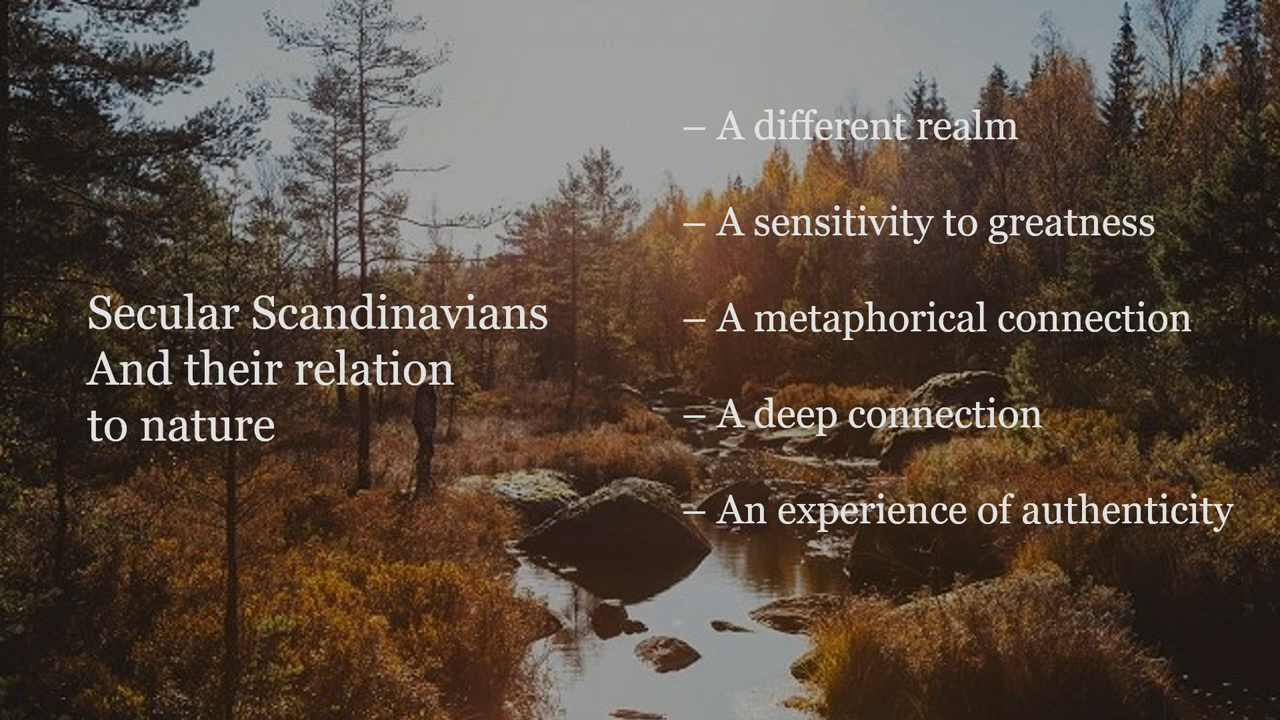 Secular Scandinavians
And their relation
to nature
– A different realm
– A sensitivity to greatness
– A metaphorical connection
– A deep connection
– An experience of authenticity